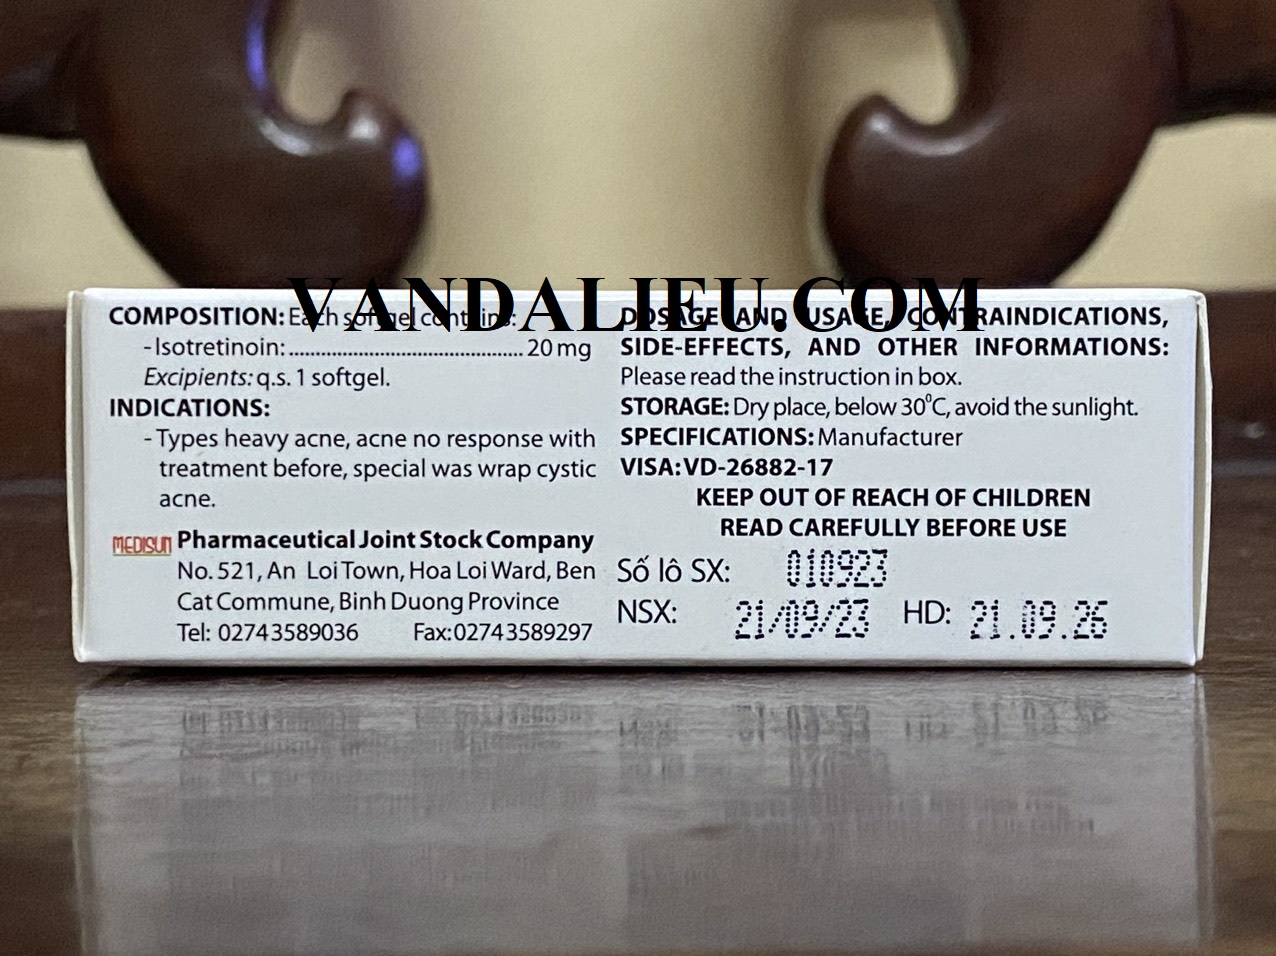 VANDALIEU.COM
COMPOSITION: Each softgel contains:
- Isotretinoin: ............................................ 20 mg
Excipients: q.s. 1 softgel.
INDICATIONS:
- Types heavy acne, acne no response with
treatment before, special was wrap cystic
acne.
MEDISUN Pharmaceutical Joint Stock Company
No. 521, An Loi Town, Hoa Loi Ward, Ben
Cat Commune, Binh Duong Province
Tel: 02743589036 Fax: 02743589297
DOSAGE AND USAGE, CONTRAINDICATIONS,
SIDE-EFFECTS, AND OTHER INFORMATIONS:
Please read the instruction in box.
STORAGE: Dry place, below 30⁰C, avoid the sunlight.
SPECIFICATIONS: Manufacturer
VISA: VD-26882-17
KEEP OUT OF REACH OF CHILDREN
READ CAREFULLY BEFORE USE
Số lô SX: 010923
NSX: 21/09/23 HD: 21.09.26